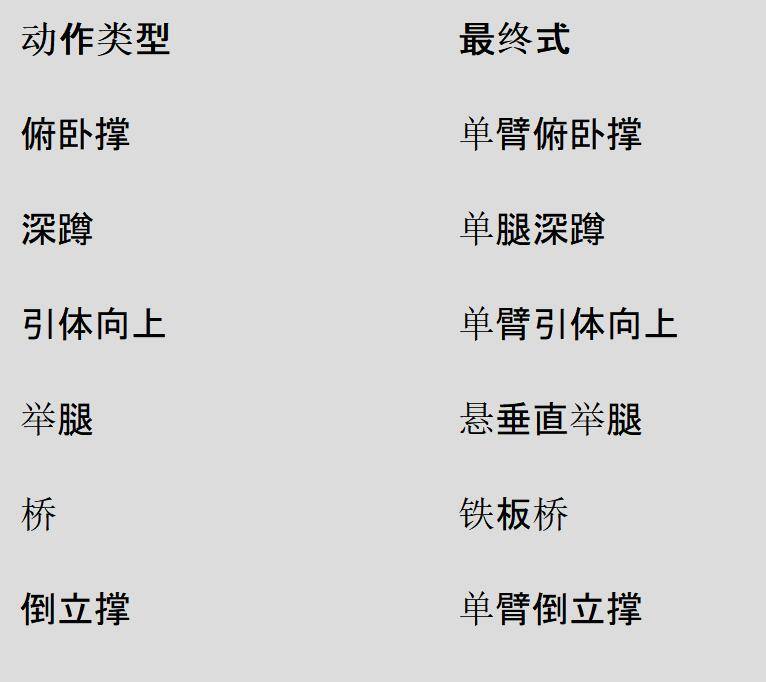 动作类型 最终式
俯卧撑 单臂俯卧撑
深蹲 单腿深蹲
引体向上 单臂引体向上
举腿 悬垂直举腿
桥 铁板桥
倒立撑 单臂倒立撑